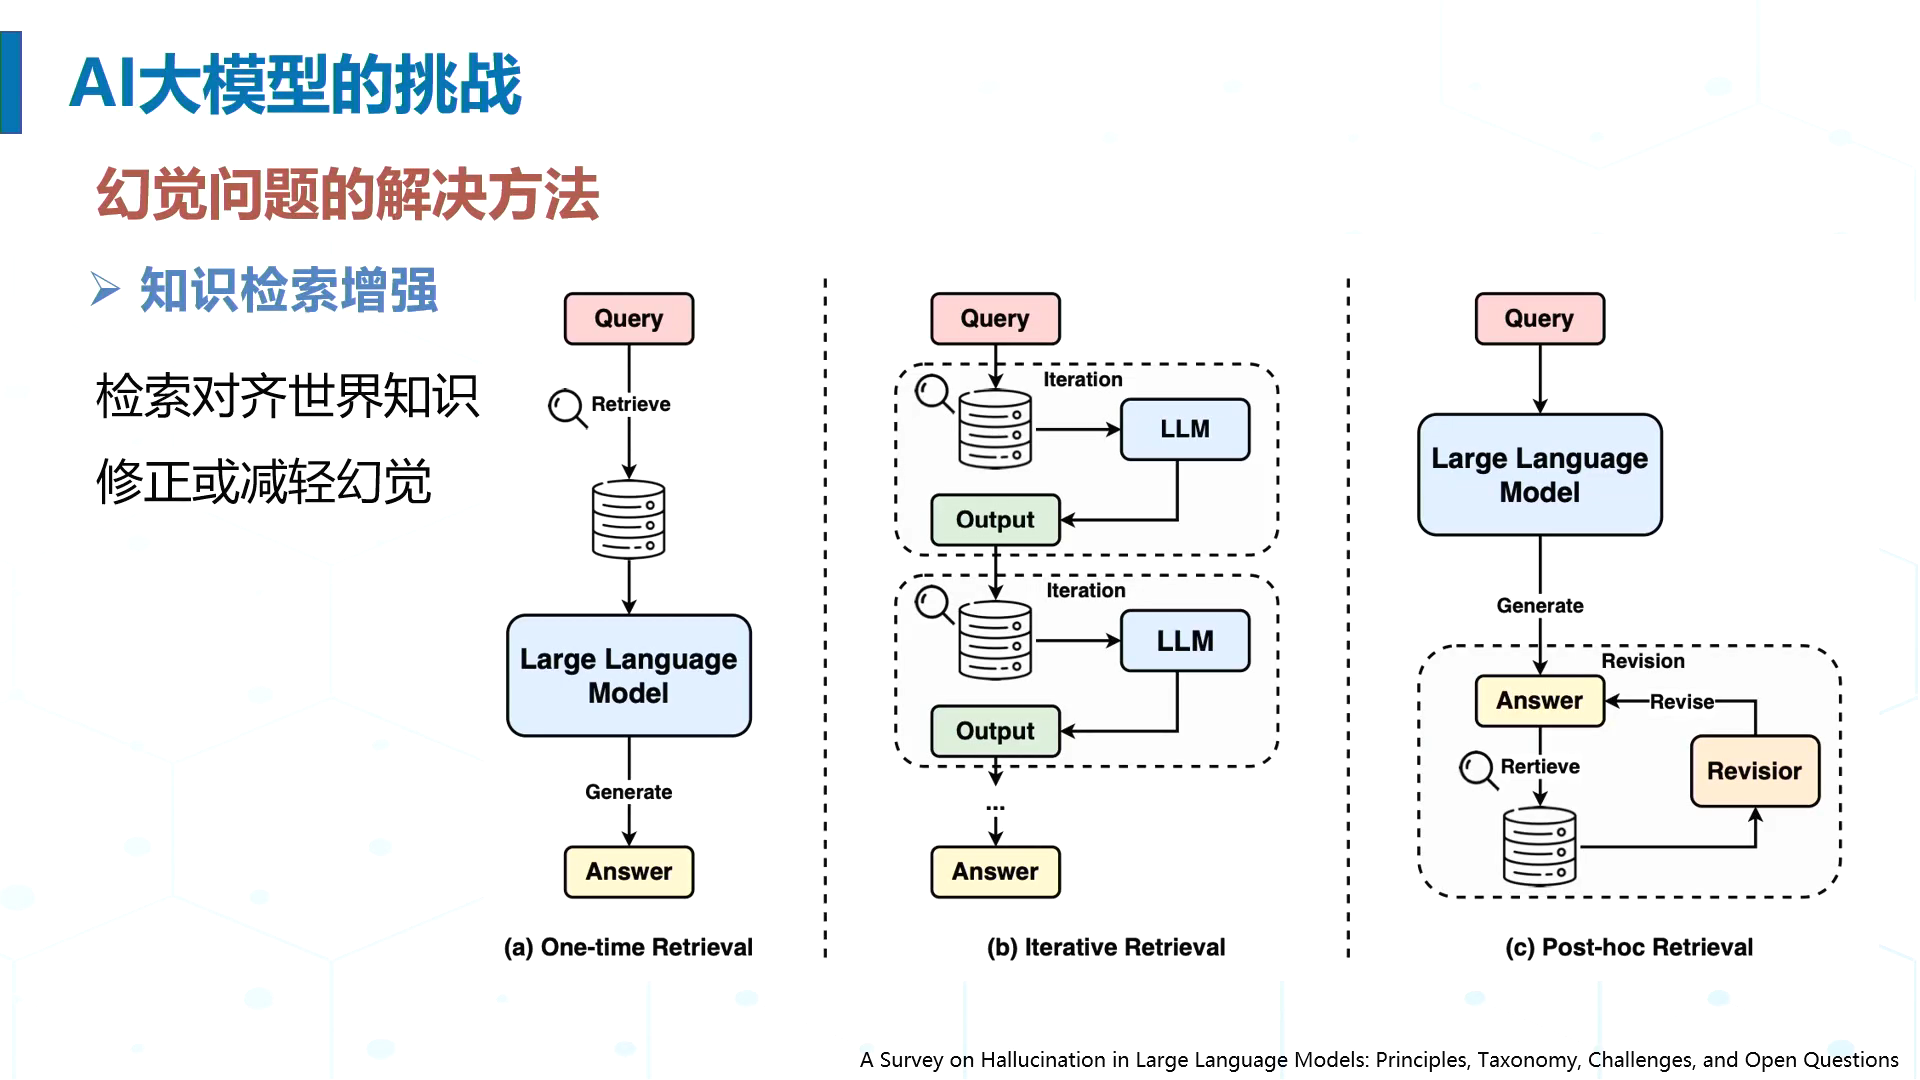 AI大模型的挑战
幻觉问题的解决方法
知识检索增强
检索对齐世界知识
修正或减轻幻觉
Query
Retrieve
Large Language
Model
Generate
Answer
(a) One-time Retrieval
Query
Iteration
LLM
Output
Iteration
LLM
Output
...
Answer
(b) Iterative Retrieval
Query
Large Language
Model
Generate
Revision
Answer
Revise
Rertieve
Revisior
(c) Post-hoc Retrieval
A Survey on Hallucination in Large Language Models: Principles, Taxonomy, Challenges, and Open Questions